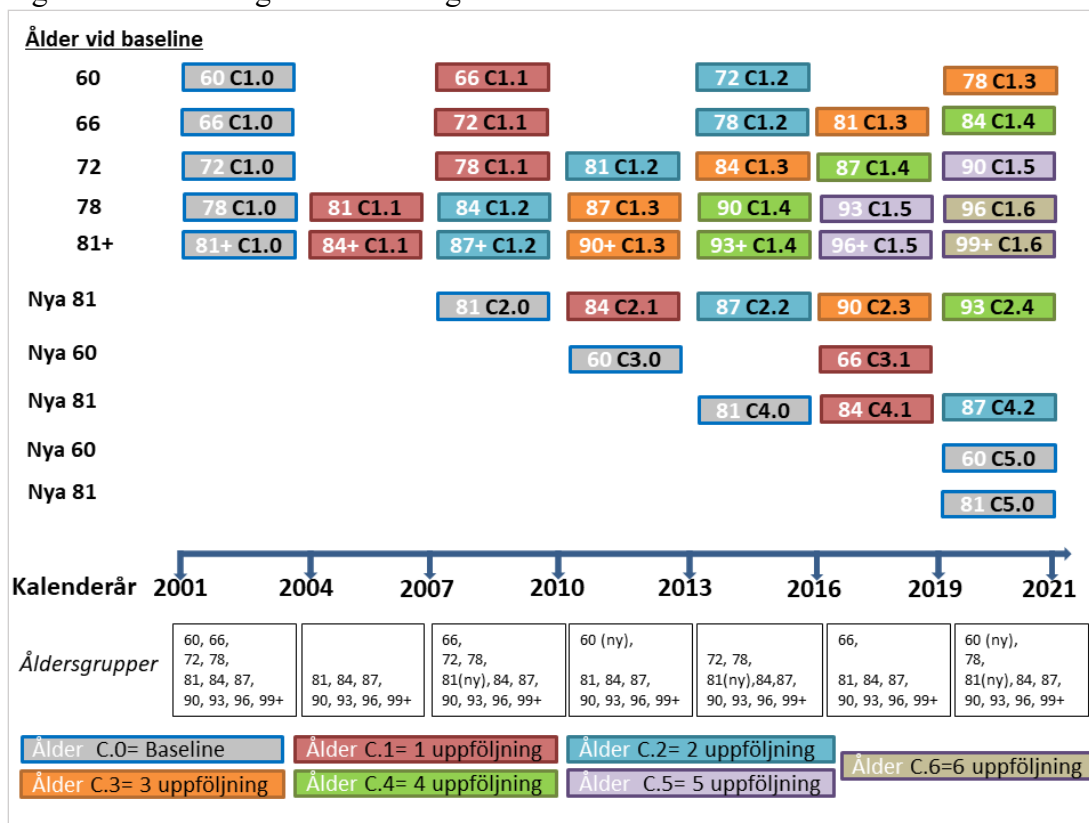 Ålder vid baseline
60 60 C1.0 66 C1.1 72 C1.2 78 C1.3
66 66 C1.0 72 C1.1 78 C1.2 81 C1.3 84 C1.4
72 72 C1.0 78 C1.1 81 C1.2 84 C1.3 87 C1.4 90 C1.5
78 78 C1.0 81 C1.1 84 C1.2 87 C1.3 90 C1.4 93 C1.5 96 C1.6
81+ 81+ C1.0 84+ C1.1 87+ C1.2 90+ C1.3 93+ C1.4 96+ C1.5 99+ C1.6
Nya 81 81 C2.0 84 C2.1 87 C2.2 90 C2.3 93 C2.4
Nya 60 60 C3.0 66 C3.1
Nya 81 81 C4.0 84 C4.1 87 C4.2
Nya 60 60 C5.0
Nya 81 81 C5.0
Kalenderår 2001 2004 2007 2010 2013 2016 2019 2021
Åldersgrupper
60, 66,
72, 78,
81, 84, 87,
90, 93, 96, 99+
81, 84, 87,
90, 93, 96, 99+
66,
72, 78,
81(ny), 84, 87,
90, 93, 96, 99+
60 (ny),
81, 84, 87,
90, 93, 96, 99+
72, 78,
81(ny),84,87,
90, 93, 96, 99+
66,
81, 84, 87,
90, 93, 96, 99+
60 (ny),
78,
81(ny), 84, 87,
90, 93, 96, 99+
Ålder C.0= Baseline Ålder C.1= 1 uppföljning Ålder C.2= 2 uppföljning Ålder C.6=6 uppföljning
Ålder C.3= 3 uppföljning Ålder C.4= 4 uppföljning Ålder C.5= 5 uppföljning